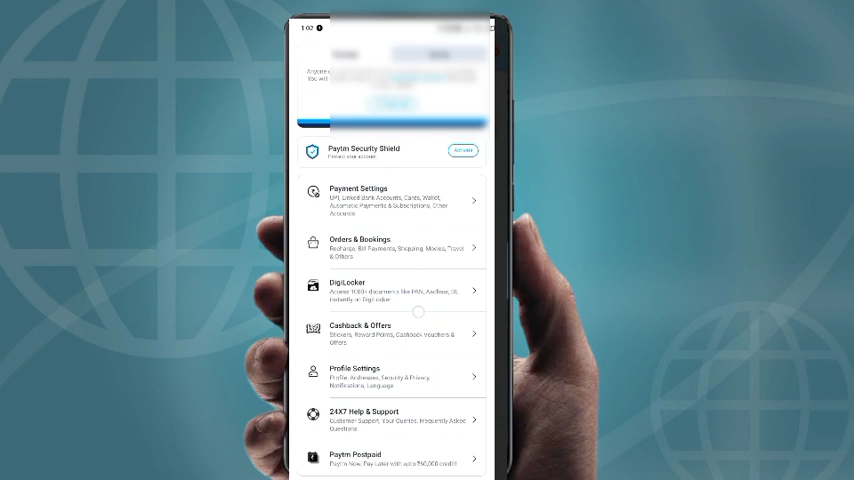 1:02
Anyone
You will
Paytm Security Shield
Protect your account
Activate
Payment Settings
UPI, Linked Bank Accounts, Cards, Wallet,
Automatic Payments & Subscriptions, Other
Accounts
Orders & Bookings
Recharge, Bill Payments, Shopping, Movies, Travel
& Others
DigiLocker
Access 1000+ documents like PAN, Aadhaar, DL
instantly on DigiLocker
Cashback & Offers
Stickers, Reward Points, Cashback Vouchers &
Offers
Profile Settings
Profile, Addresses, Security & Privacy,
Notifications, Language
24X7 Help & Support
Customer Support, Your Queries, Frequently Asked
Questions
Paytm Postpaid
Paytm Now, Pay Later with upto ₹60,000 credit!